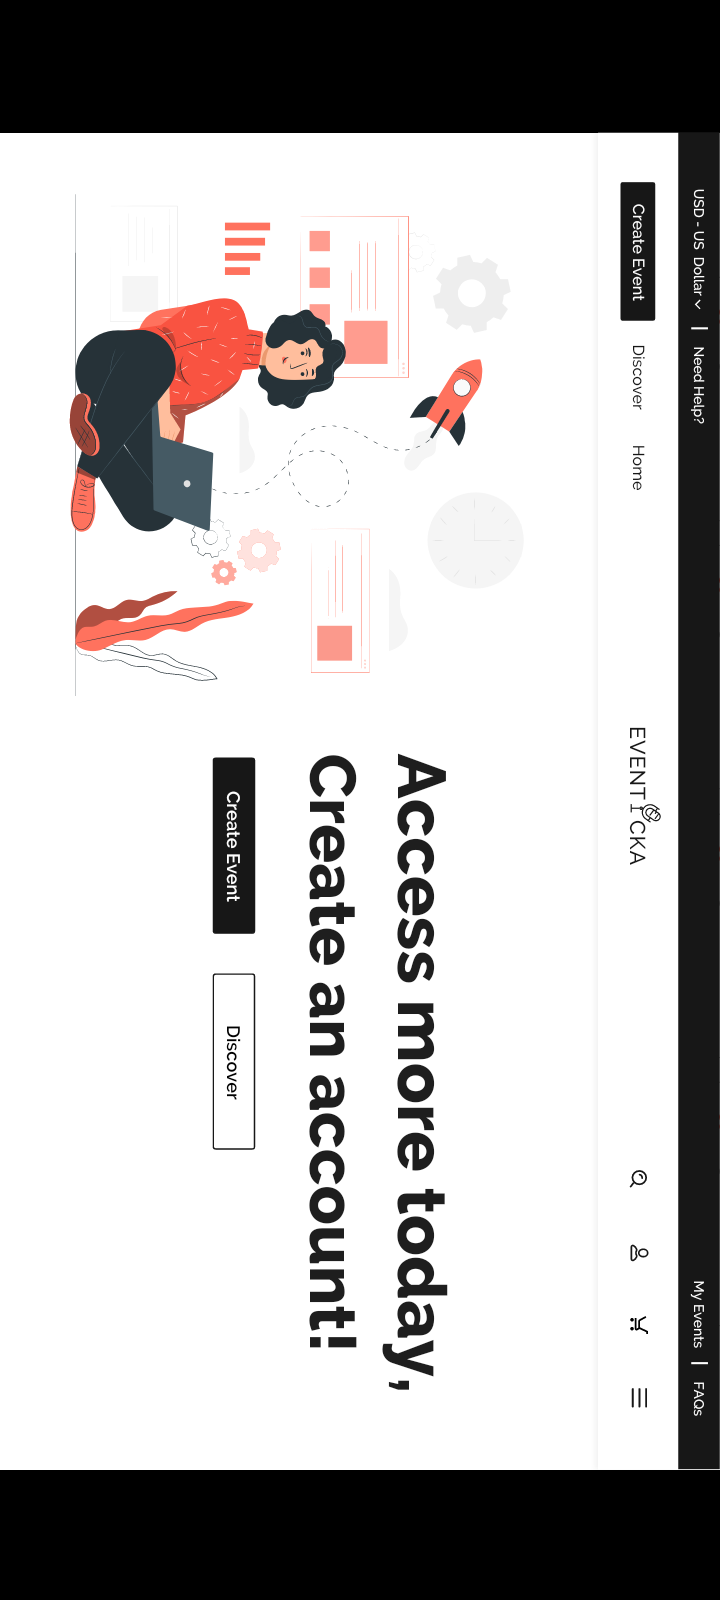 USD - US Dollar | Need Help?
My Events | FAQs
Create Event
Discover
Home
EVENTICKA
Access more today,
Create an account!
Create Event
Discover